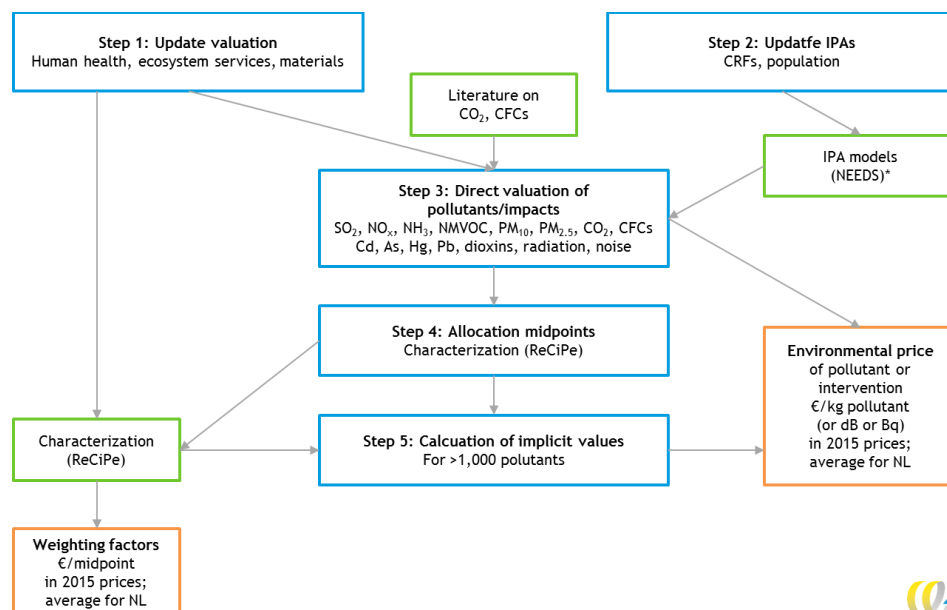 Step 1: Update valuation
Human health, ecosystem services, materials
Step 2: Updatfe IPAs
CRFs, population
Literature on
CO₂, CFCs
IPA models
(NEEDS)*
Step 3: Direct valuation of
pollutants/impacts
SO₂, NOₓ, NH₃, NMVOC, PM₁₀, PM₂.₅, CO₂, CFCs
Cd, As, Hg, Pb, dioxins, radiation, noise
Step 4: Allocation midpoints
Characterization (ReCiPe)
Environmental price
of pollutant or
intervention
€/kg pollutant
(or dB or Bq)
in 2015 prices;
average for NL
Characterization
(ReCiPe)
Step 5: Calcuation of implicit values
For >1,000 polutants
Weighting factors
€/midpoint
in 2015 prices;
average for NL